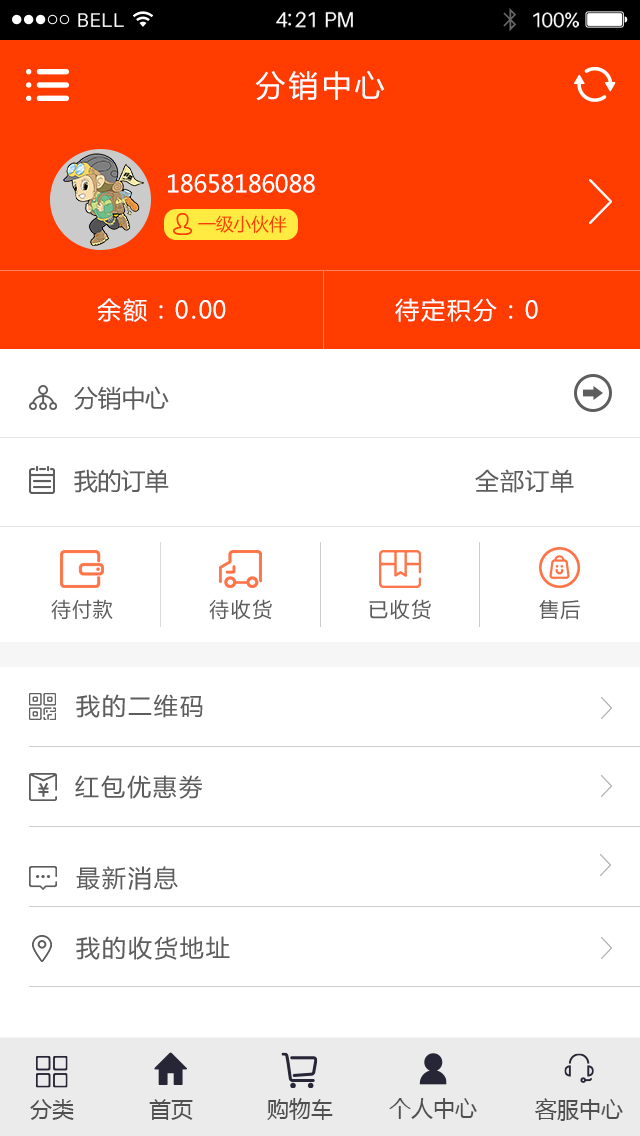 BELL 4:21 PM 100%
分销中心
18658186088
一级小伙伴
余额：0.00 待定积分：0
分销中心
我的订单 全部订单
待付款 待收货 已收货 售后
我的二维码
红包优惠劵
最新消息
我的收货地址
分类 首页 购物车 个人中心 客服中心